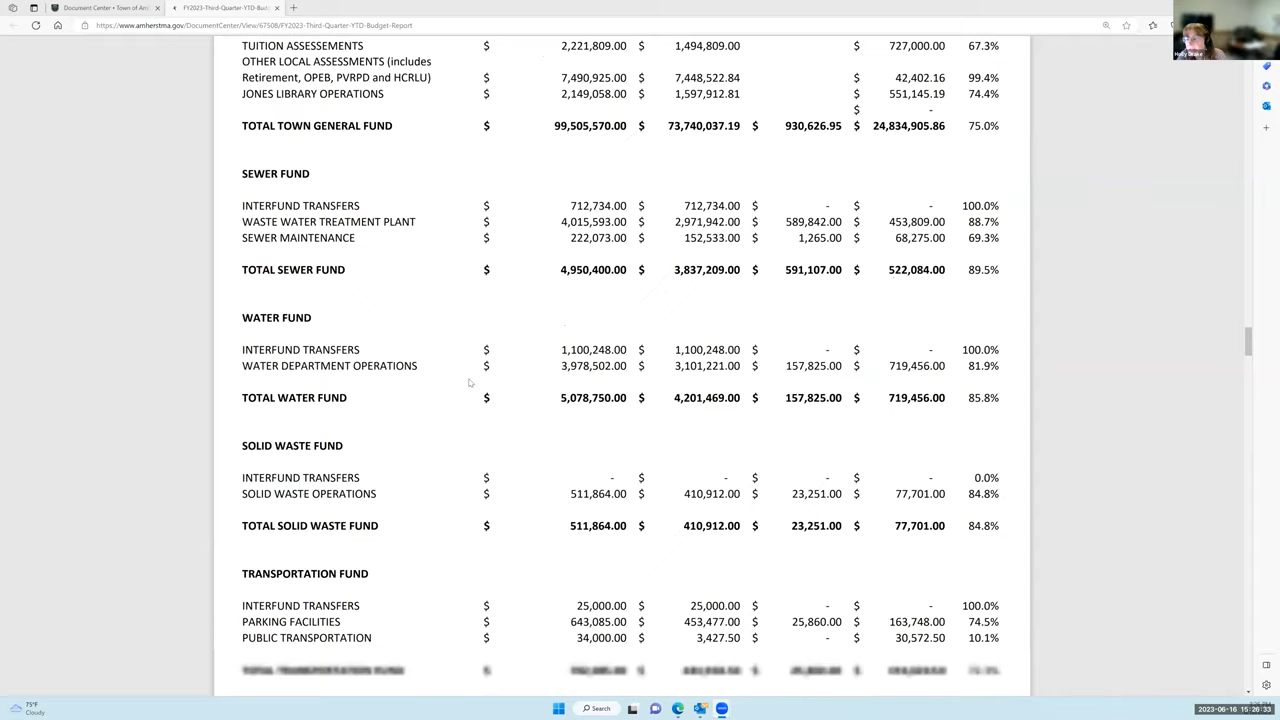 Document Center • Town of Am
FY2023-Third-Quarter-YTD-Budget-Report
https://www.amherstma.gov/DocumentCenter/View/67508/FY2023-Third-Quarter-YTD-Budget-Report
Holly Drake
TUITION ASSESSEMENTS $ 2,221,809.00 $ 1,494,809.00 $ 727,000.00 67.3%
OTHER LOCAL ASSESSMENTS (includes
Retirement, OPEB, PVRPD and HCRLU) $ 7,490,925.00 $ 7,448,522.84 $ 42,402.16 99.4%
JONES LIBRARY OPERATIONS $ 2,149,058.00 $ 1,597,912.81 $ 551,145.19 74.4%
$ -
TOTAL TOWN GENERAL FUND $ 99,505,570.00 $ 73,740,037.19 $ 930,626.95 $ 24,834,905.86 75.0%
SEWER FUND
INTERFUND TRANSFERS $ 712,734.00 $ 712,734.00 $ - $ - 100.0%
WASTE WATER TREATMENT PLANT $ 4,015,593.00 $ 2,971,942.00 $ 589,842.00 $ 453,809.00 88.7%
SEWER MAINTENANCE $ 222,073.00 $ 152,533.00 $ 1,265.00 $ 68,275.00 69.3%
TOTAL SEWER FUND $ 4,950,400.00 $ 3,837,209.00 $ 591,107.00 $ 522,084.00 89.5%
WATER FUND
INTERFUND TRANSFERS $ 1,100,248.00 $ 1,100,248.00 $ - $ - 100.0%
WATER DEPARTMENT OPERATIONS $ 3,978,502.00 $ 3,101,221.00 $ 157,825.00 $ 719,456.00 81.9%
TOTAL WATER FUND $ 5,078,750.00 $ 4,201,469.00 $ 157,825.00 $ 719,456.00 85.8%
SOLID WASTE FUND
INTERFUND TRANSFERS $ - $ - $ - $ - 0.0%
SOLID WASTE OPERATIONS $ 511,864.00 $ 410,912.00 $ 23,251.00 $ 77,701.00 84.8%
TOTAL SOLID WASTE FUND $ 511,864.00 $ 410,912.00 $ 23,251.00 $ 77,701.00 84.8%
TRANSPORTATION FUND
INTERFUND TRANSFERS $ 25,000.00 $ 25,000.00 $ - $ - 100.0%
PARKING FACILITIES $ 643,085.00 $ 453,477.00 $ 25,860.00 $ 163,748.00 74.5%
PUBLIC TRANSPORTATION $ 34,000.00 $ 3,427.50 $ - $ 30,572.50 10.1%
TOTAL TRANSPORTATION FUND $
75°F
Cloudy
Search
2023-06-16 15:26:33